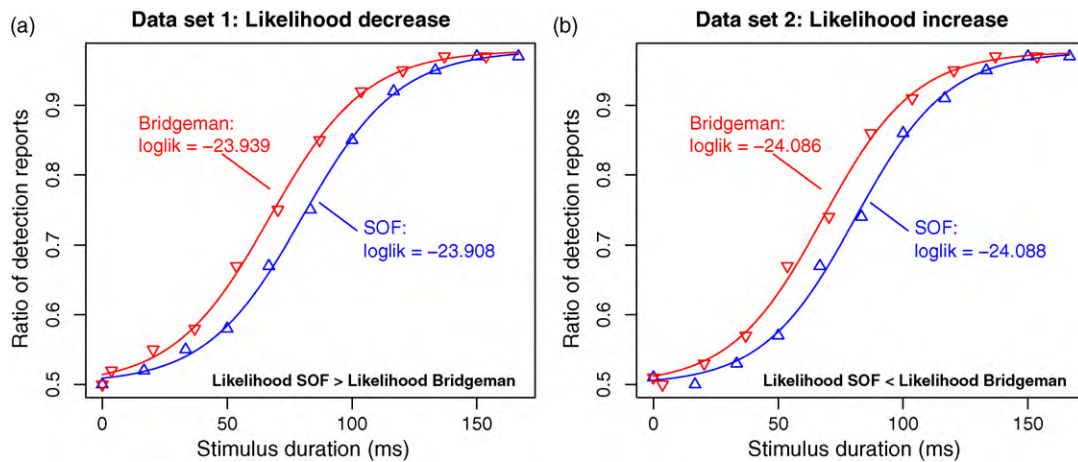 (a)
Data set 1: Likelihood decrease
Ratio of detection reports
0.9
0.8
0.7
0.6
0.5
Bridgeman:
loglik = −23.939
SOF:
loglik = −23.908
Likelihood SOF > Likelihood Bridgeman
0 50 100 150
Stimulus duration (ms)
(b)
Data set 2: Likelihood increase
Ratio of detection reports
0.9
0.8
0.7
0.6
0.5
Bridgeman:
loglik = −24.086
SOF:
loglik = −24.088
Likelihood SOF < Likelihood Bridgeman
0 50 100 150
Stimulus duration (ms)